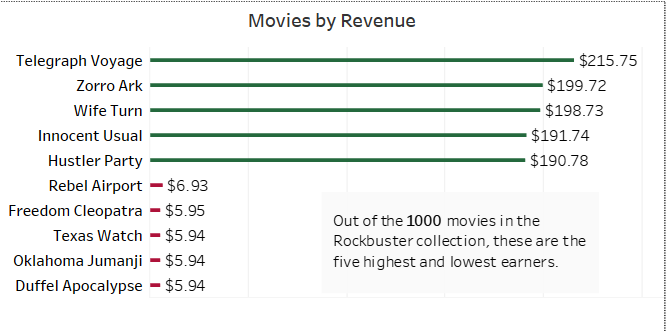 Movies by Revenue
Telegraph Voyage $215.75
Zorro Ark $199.72
Wife Turn $198.73
Innocent Usual $191.74
Hustler Party $190.78
Rebel Airport $6.93
Freedom Cleopatra $5.95
Texas Watch $5.94
Oklahoma Jumanji $5.94
Duffel Apocalypse $5.94
Out of the 1000 movies in the
Rockbuster collection, these are the
five highest and lowest earners.